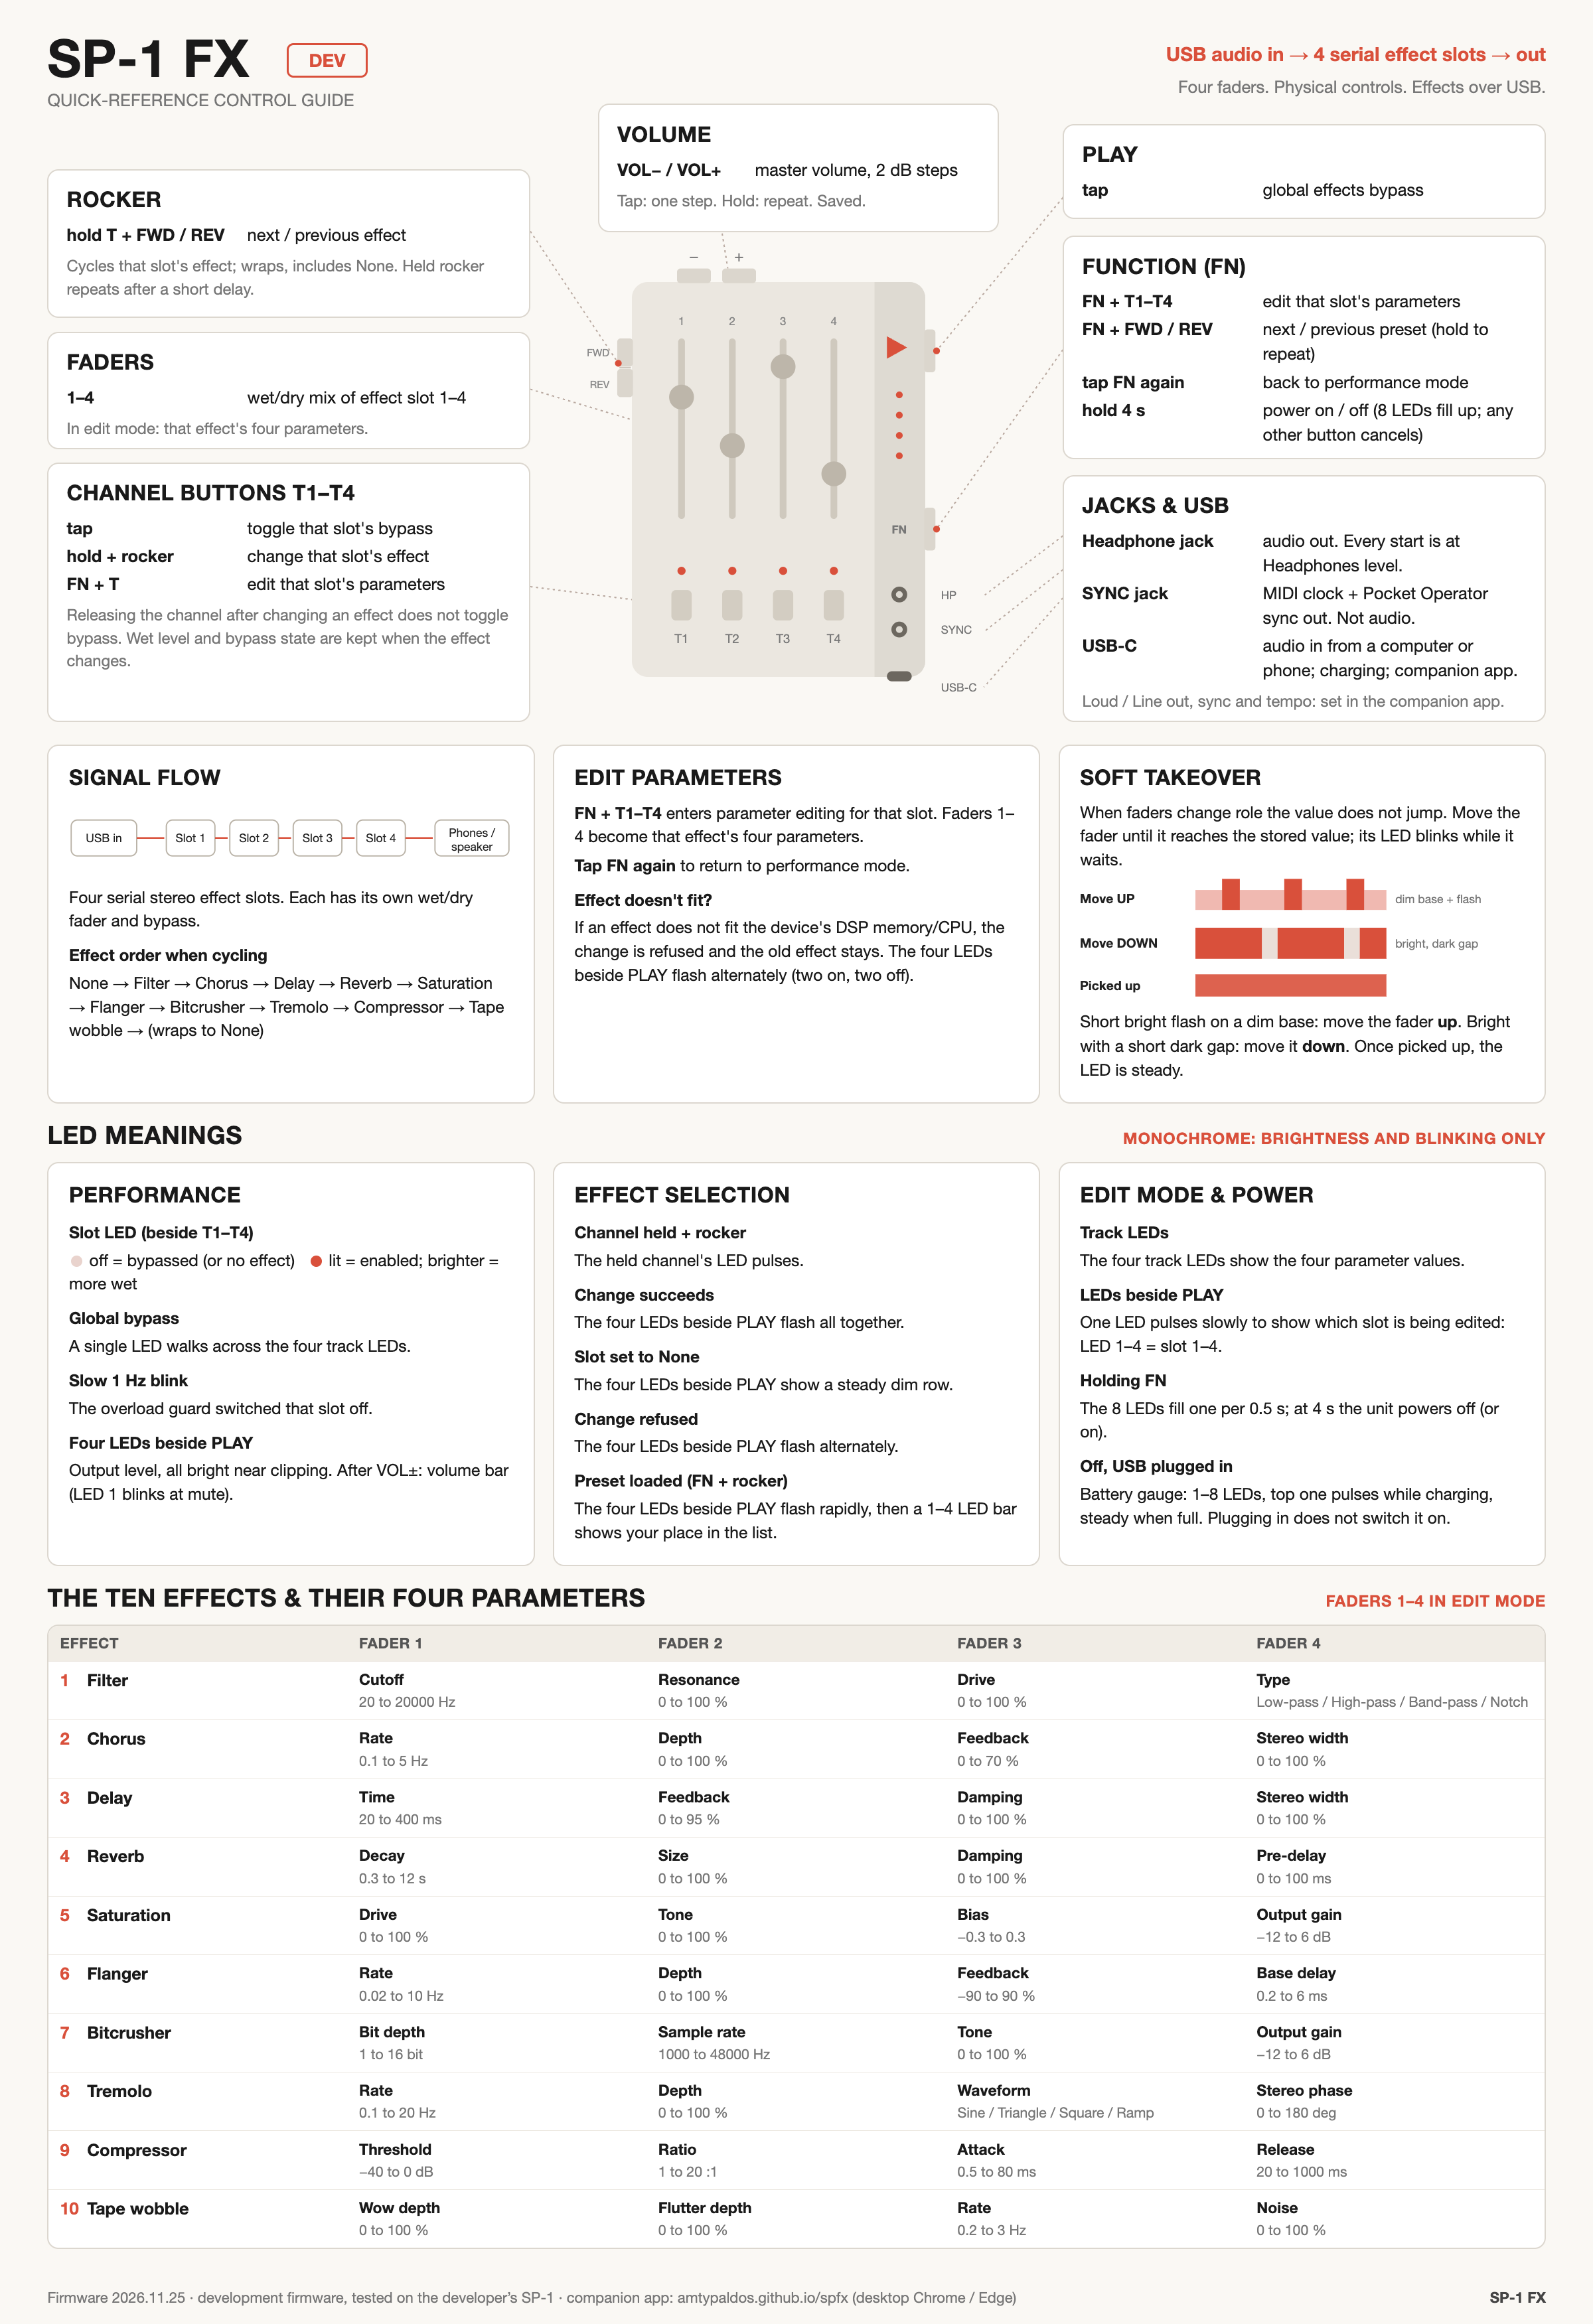 SP-1 FX
DEV
QUICK-REFERENCE CONTROL GUIDE
USB audio in → 4 serial effect slots → out
Four faders. Physical controls. Effects over USB.
ROCKER
hold T + FWD / REV next / previous effect
Cycles that slot's effect; wraps, includes None. Held rocker
repeats after a short delay.
FADERS
1–4 wet/dry mix of effect slot 1–4
In edit mode: that effect's four parameters.
CHANNEL BUTTONS T1–T4
tap toggle that slot's bypass
hold + rocker change that slot's effect
FN + T edit that slot's parameters
Releasing the channel after changing an effect does not toggle
bypass. Wet level and bypass state are kept when the effect
changes.
VOLUME
VOL− / VOL+ master volume, 2 dB steps
Tap: one step. Hold: repeat. Saved.
− +
1 2 3 4
FWD
REV
FN
HP
SYNC
T1 T2 T3 T4
USB-C
PLAY
tap global effects bypass
FUNCTION (FN)
FN + T1–T4 edit that slot's parameters
FN + FWD / REV next / previous preset (hold to
repeat)
tap FN again back to performance mode
hold 4 s power on / off (8 LEDs fill up; any
other button cancels)
JACKS & USB
Headphone jack audio out. Every start is at
Headphones level.
SYNC jack MIDI clock + Pocket Operator
sync out. Not audio.
USB-C audio in from a computer or
phone; charging; companion app.
Loud / Line out, sync and tempo: set in the companion app.
SIGNAL FLOW
USB in Slot 1 Slot 2 Slot 3 Slot 4 Phones /
speaker
Four serial stereo effect slots. Each has its own wet/dry
fader and bypass.
Effect order when cycling
None → Filter → Chorus → Delay → Reverb → Saturation
→ Flanger → Bitcrusher → Tremolo → Compressor → Tape
wobble → (wraps to None)
EDIT PARAMETERS
FN + T1–T4 enters parameter editing for that slot. Faders 1–
4 become that effect's four parameters.
Tap FN again to return to performance mode.
Effect doesn't fit?
If an effect does not fit the device's DSP memory/CPU, the
change is refused and the old effect stays. The four LEDs
beside PLAY flash alternately (two on, two off).
SOFT TAKEOVER
When faders change role the value does not jump. Move the
fader until it reaches the stored value; its LED blinks while it
waits.
Move UP dim base + flash
Move DOWN bright, dark gap
Picked up
Short bright flash on a dim base: move the fader up. Bright
with a short dark gap: move it down. Once picked up, the
LED is steady.
LED MEANINGS
MONOCHROME: BRIGHTNESS AND BLINKING ONLY
PERFORMANCE
Slot LED (beside T1–T4)
off = bypassed (or no effect) lit = enabled; brighter =
more wet
Global bypass
A single LED walks across the four track LEDs.
Slow 1 Hz blink
The overload guard switched that slot off.
Four LEDs beside PLAY
Output level, all bright near clipping. After VOL±: volume bar
(LED 1 blinks at mute).
EFFECT SELECTION
Channel held + rocker
The held channel's LED pulses.
Change succeeds
The four LEDs beside PLAY flash all together.
Slot set to None
The four LEDs beside PLAY show a steady dim row.
Change refused
The four LEDs beside PLAY flash alternately.
Preset loaded (FN + rocker)
The four LEDs beside PLAY flash rapidly, then a 1–4 LED bar
shows your place in the list.
EDIT MODE & POWER
Track LEDs
The four track LEDs show the four parameter values.
LEDs beside PLAY
One LED pulses slowly to show which slot is being edited:
LED 1–4 = slot 1–4.
Holding FN
The 8 LEDs fill one per 0.5 s; at 4 s the unit powers off (or
on).
Off, USB plugged in
Battery gauge: 1–8 LEDs, top one pulses while charging,
steady when full. Plugging in does not switch it on.
THE TEN EFFECTS & THEIR FOUR PARAMETERS
FADERS 1–4 IN EDIT MODE
EFFECT FADER 1 FADER 2 FADER 3 FADER 4
1 Filter Cutoff Resonance Drive Type
20 to 20000 Hz 0 to 100 % 0 to 100 % Low-pass / High-pass / Band-pass / Notch
2 Chorus Rate Depth Feedback Stereo width
0.1 to 5 Hz 0 to 100 % 0 to 70 % 0 to 100 %
3 Delay Time Feedback Damping Stereo width
20 to 400 ms 0 to 95 % 0 to 100 % 0 to 100 %
4 Reverb Decay Size Damping Pre-delay
0.3 to 12 s 0 to 100 % 0 to 100 % 0 to 100 ms
5 Saturation Drive Tone Bias Output gain
0 to 100 % 0 to 100 % −0.3 to 0.3 −12 to 6 dB
6 Flanger Rate Depth Feedback Base delay
0.02 to 10 Hz 0 to 100 % −90 to 90 % 0.2 to 6 ms
7 Bitcrusher Bit depth Sample rate Tone Output gain
1 to 16 bit 1000 to 48000 Hz 0 to 100 % −12 to 6 dB
8 Tremolo Rate Depth Waveform Stereo phase
0.1 to 20 Hz 0 to 100 % Sine / Triangle / Square / Ramp 0 to 180 deg
9 Compressor Threshold Ratio Attack Release
−40 to 0 dB 1 to 20 :1 0.5 to 80 ms 20 to 1000 ms
10 Tape wobble Wow depth Flutter depth Rate Noise
0 to 100 % 0 to 100 % 0.2 to 3 Hz 0 to 100 %
Firmware 2026.11.25 · development firmware, tested on the developer’s SP-1 · companion app: amtypaldos.github.io/spfx (desktop Chrome / Edge)
SP-1 FX